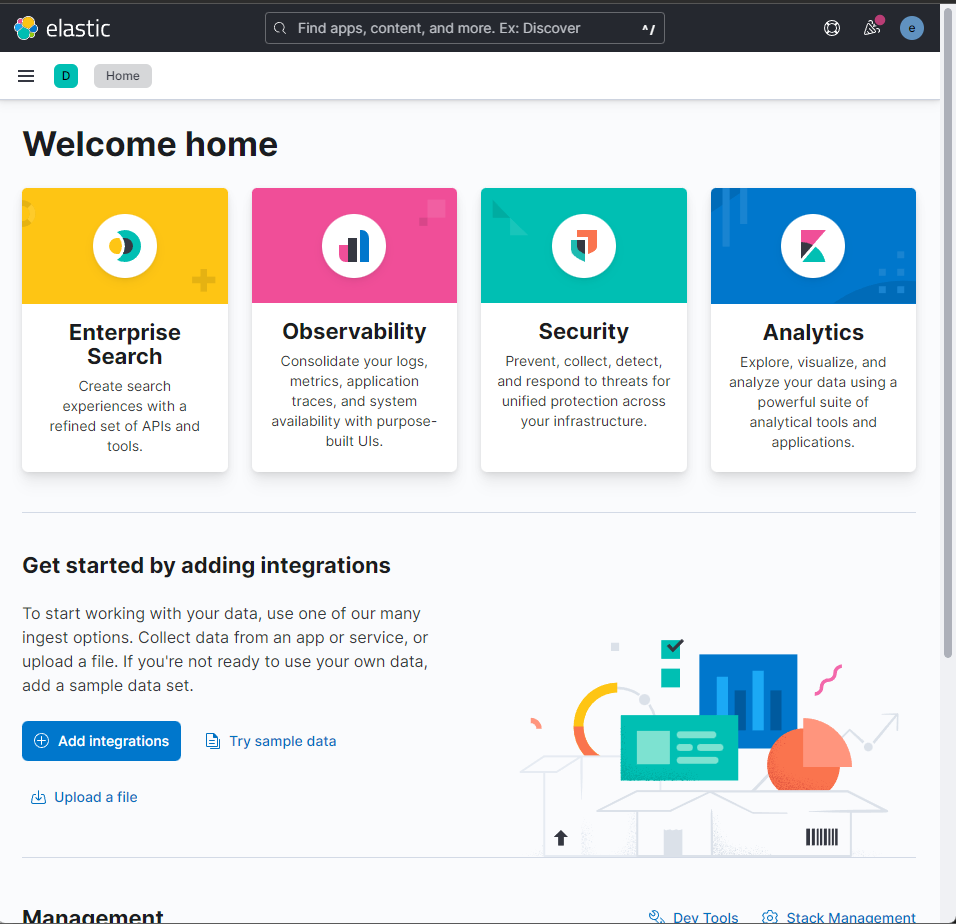 elastic
Find apps, content, and more. Ex: Discover
^/
e
D
Home
Welcome home
Enterprise
Search
Create search
experiences with a
refined set of APIs and
tools.
Observability
Consolidate your logs,
metrics, application
traces, and system
availability with purpose-
built UIs.
Security
Prevent, collect, detect,
and respond to threats for
unified protection across
your infrastructure.
Analytics
Explore, visualize, and
analyze your data using a
powerful suite of
analytical tools and
applications.
Get started by adding integrations
To start working with your data, use one of our many
ingest options. Collect data from an app or service, or
upload a file. If you're not ready to use your own data,
add a sample data set.
Add integrations
Try sample data
Upload a file
Management
Dev Tools
Stack Management